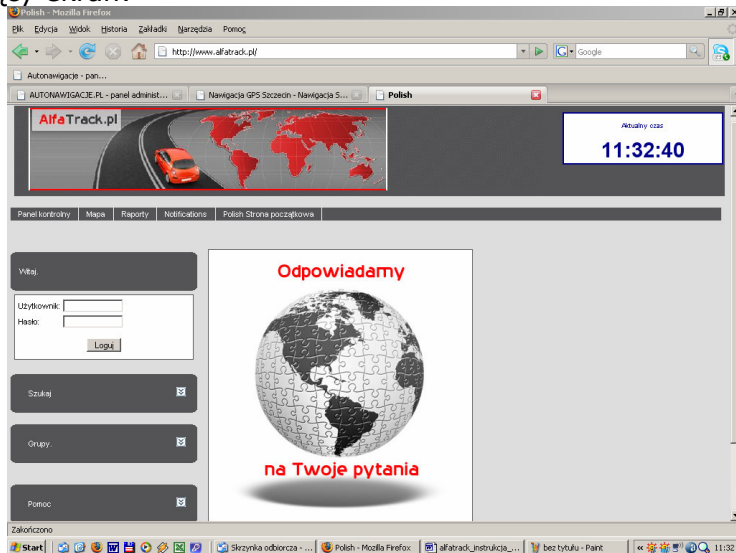 Polish - Mozilla Firefox
Plik Edycja Widok Historia Zakładki Narzędzia Pomoc
http://www.alfatrack.pl/
Google
Autonawigacje - pan...
AUTONAWIGACJE.PL - panel administ...
Nawigacja GPS Szczecin - Nawigacja S...
Polish
AlfaTrack.pl
Aktualny czas
11:32:40
Panel kontrolny Mapa Raporty Notifications Polish Strona początkowa
Witaj.
Użytkownik:
Hasło:
Loguj
Szukaj
Grupy.
Pomoc
Odpowiadamy
na Twoje pytania
Zakończono
Start Skrzynka odbiorcza - ... Polish - Mozilla Firefox alfatrack_instrukcja_... bez tytułu - Paint 11:32